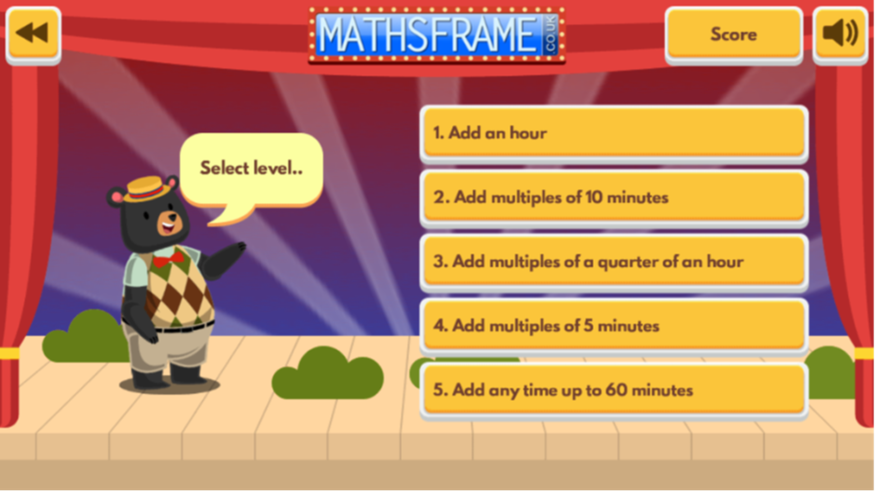 MATHSFRAME
.CO.UK
Score
Select level..
1. Add an hour
2. Add multiples of 10 minutes
3. Add multiples of a quarter of an hour
4. Add multiples of 5 minutes
5. Add any time up to 60 minutes